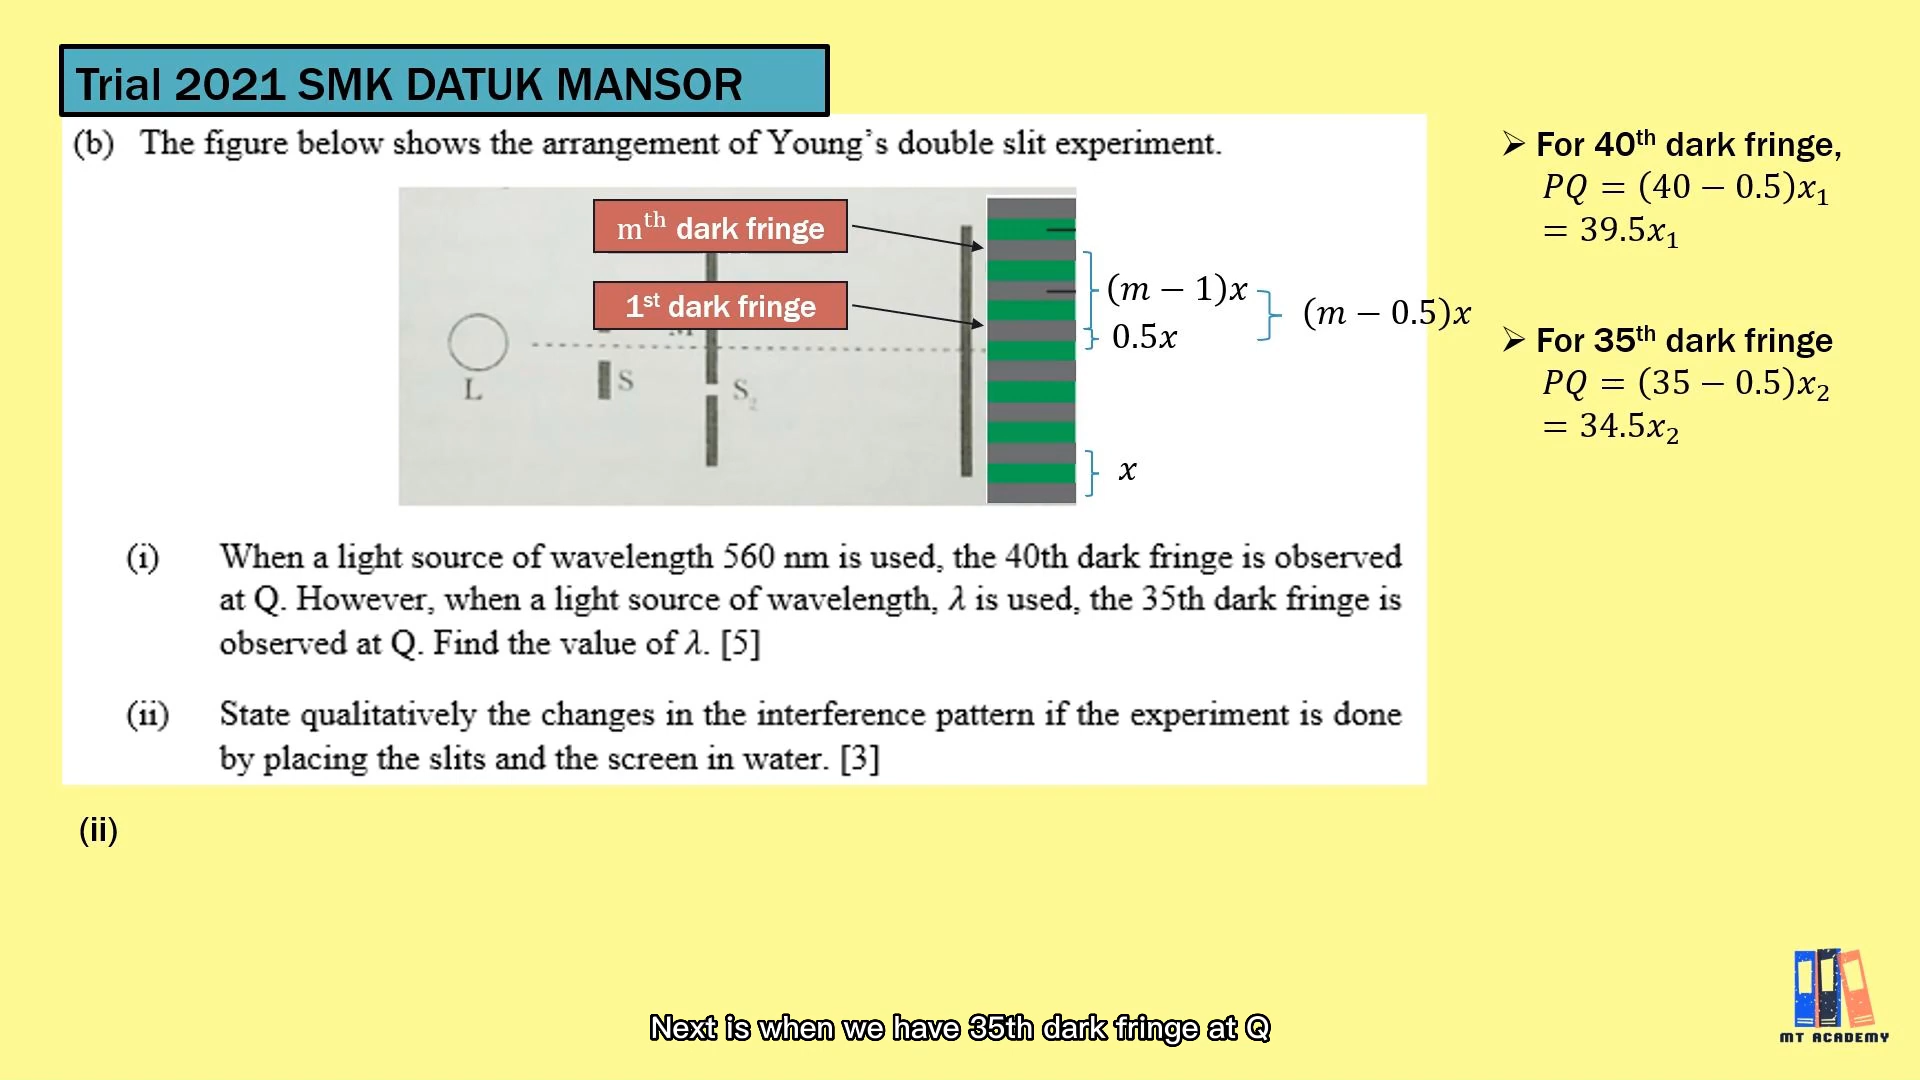 Trial 2021 SMK DATUK MANSOR
(b) The figure below shows the arrangement of Young's double slit experiment.
mᵗʰ dark fringe
1ˢᵗ dark fringe
L
S
M
S₂
(m − 1)x
0.5x
(m − 0.5)x
x
(i) When a light source of wavelength 560 nm is used, the 40th dark fringe is observed
at Q. However, when a light source of wavelength, λ is used, the 35th dark fringe is
observed at Q. Find the value of λ. [5]
(ii) State qualitatively the changes in the interference pattern if the experiment is done
by placing the slits and the screen in water. [3]
➢ For 40ᵗʰ dark fringe,
PQ = (40 − 0.5)x₁
= 39.5x₁
➢ For 35ᵗʰ dark fringe
PQ = (35 − 0.5)x₂
= 34.5x₂
(ii)
Next is when we have 35th dark fringe at Q
MT ACADEMY